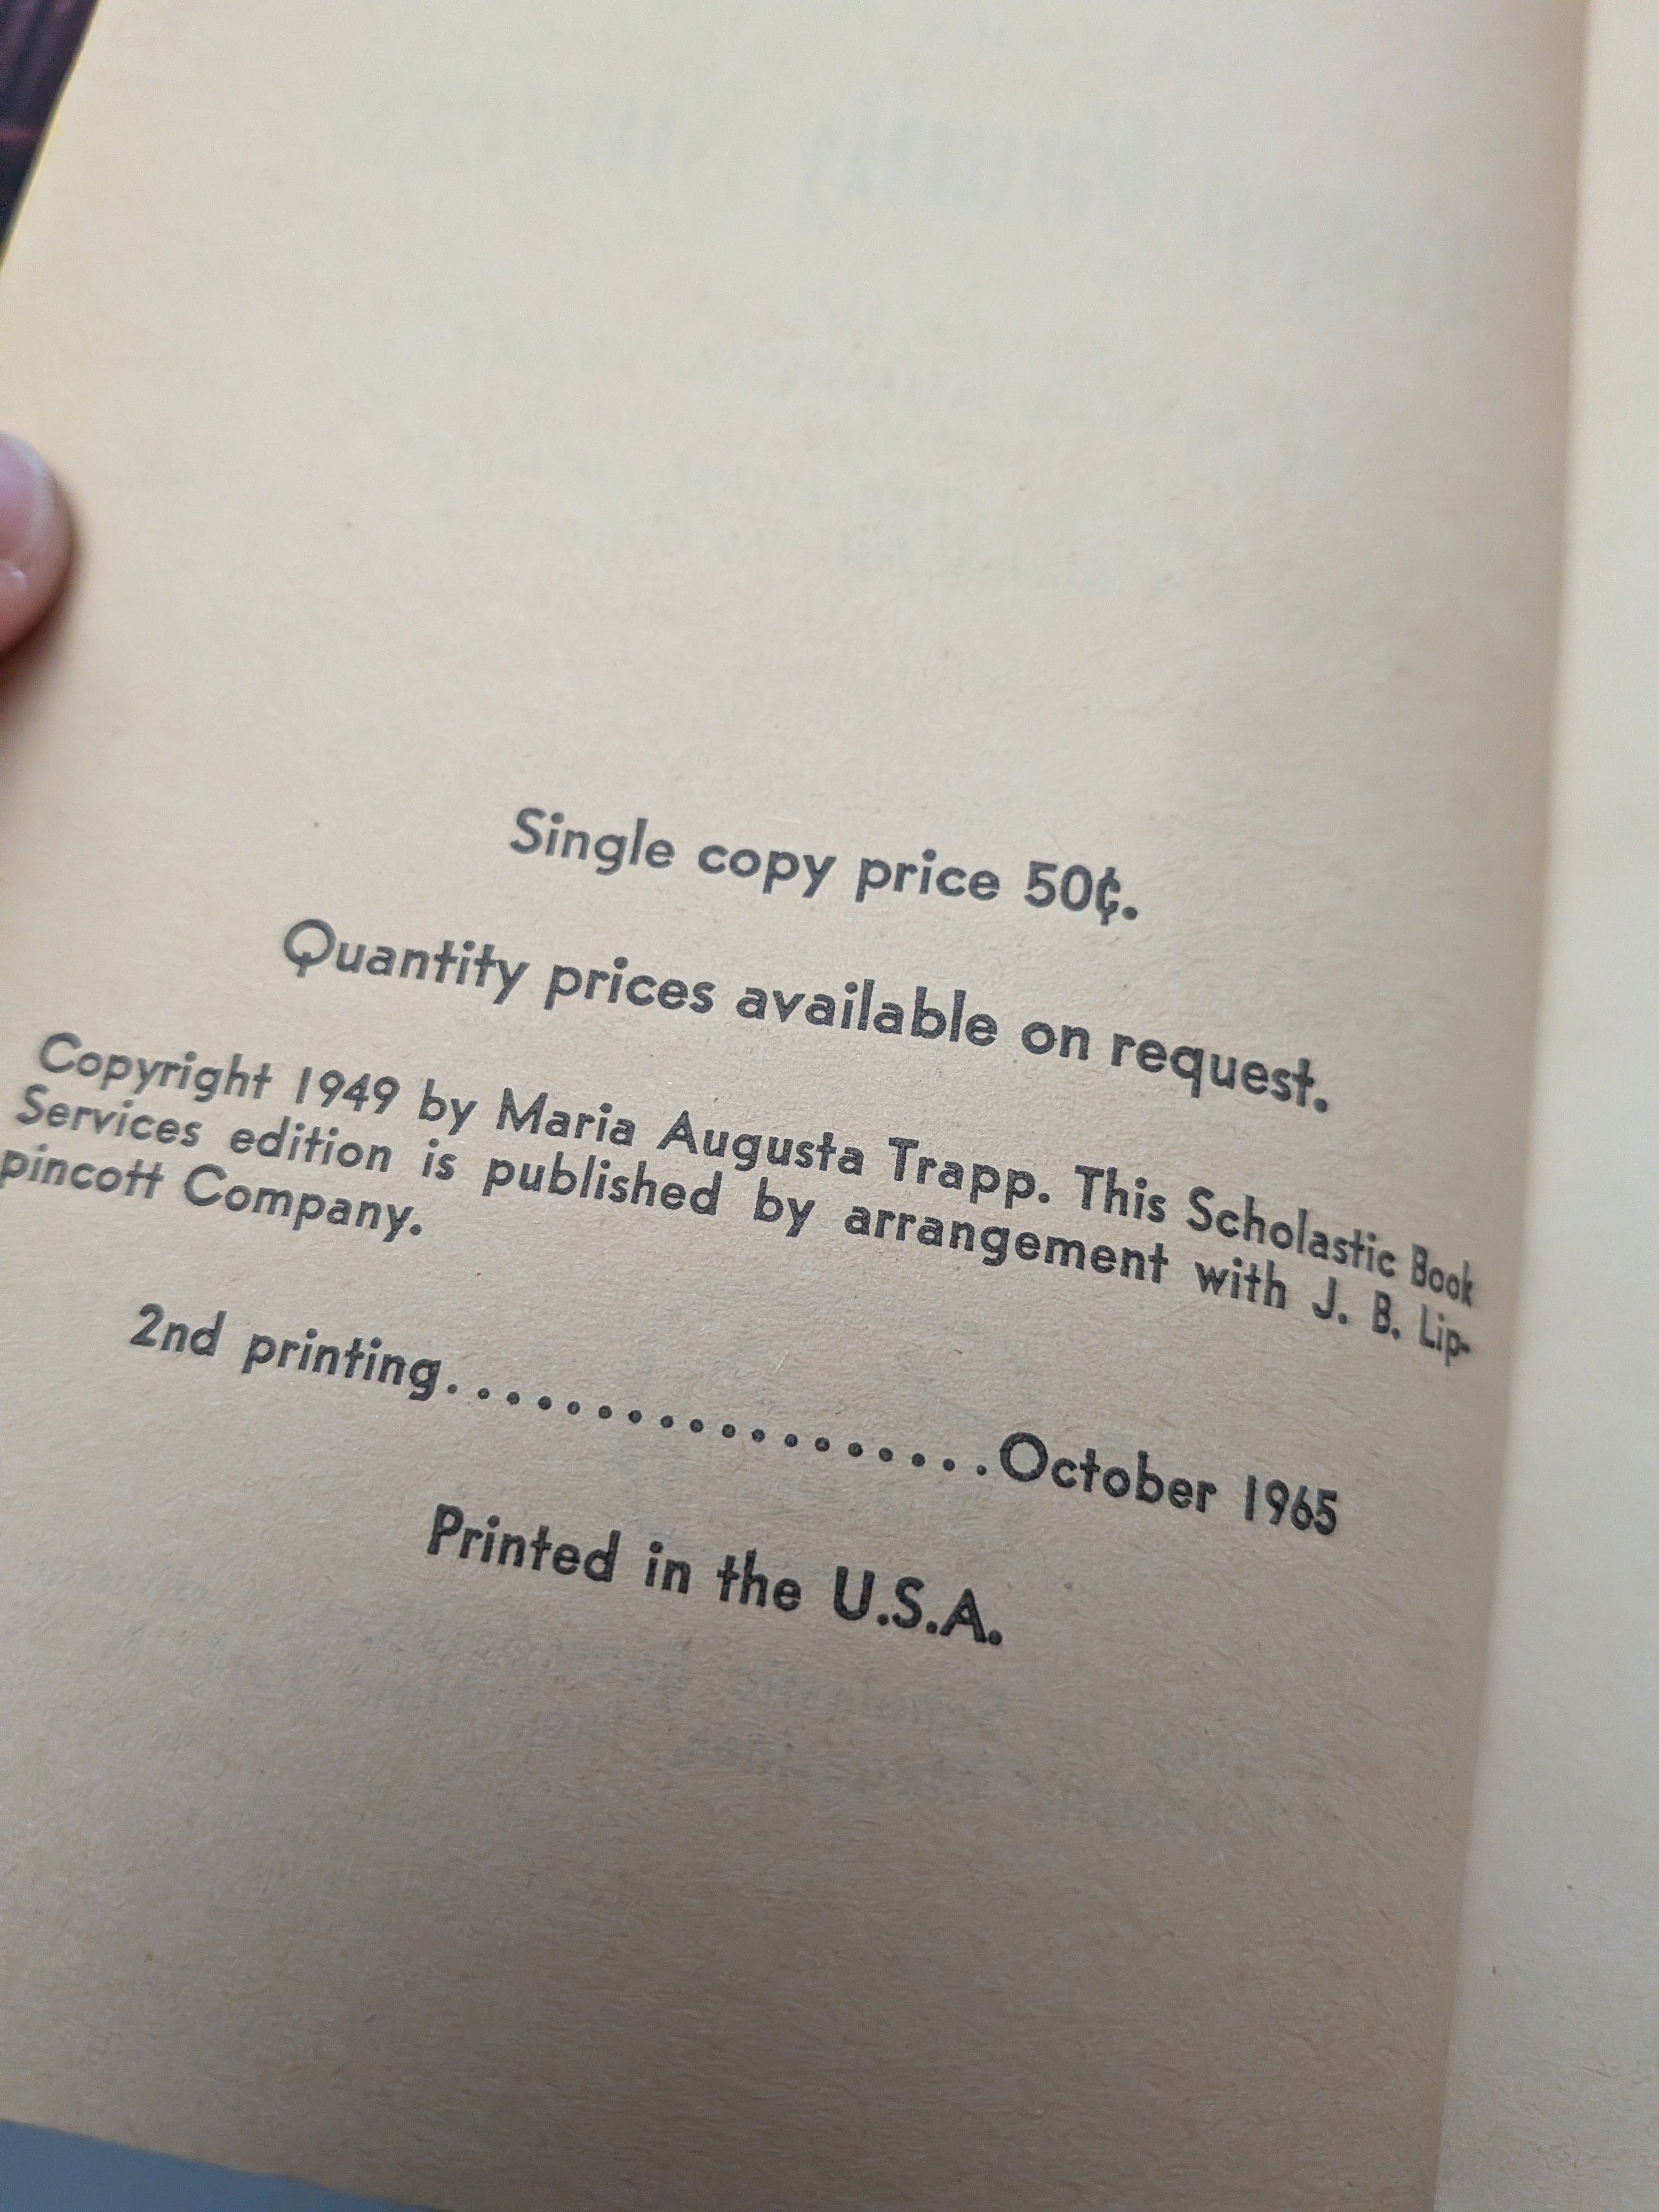 Single copy price 50¢.
Quantity prices available on request.
Copyright 1949 by Maria Augusta Trapp. This Scholastic Book
Services edition is published by arrangement with J. B. Lip-
pincott Company.
2nd printing..................October 1965
Printed in the U.S.A.